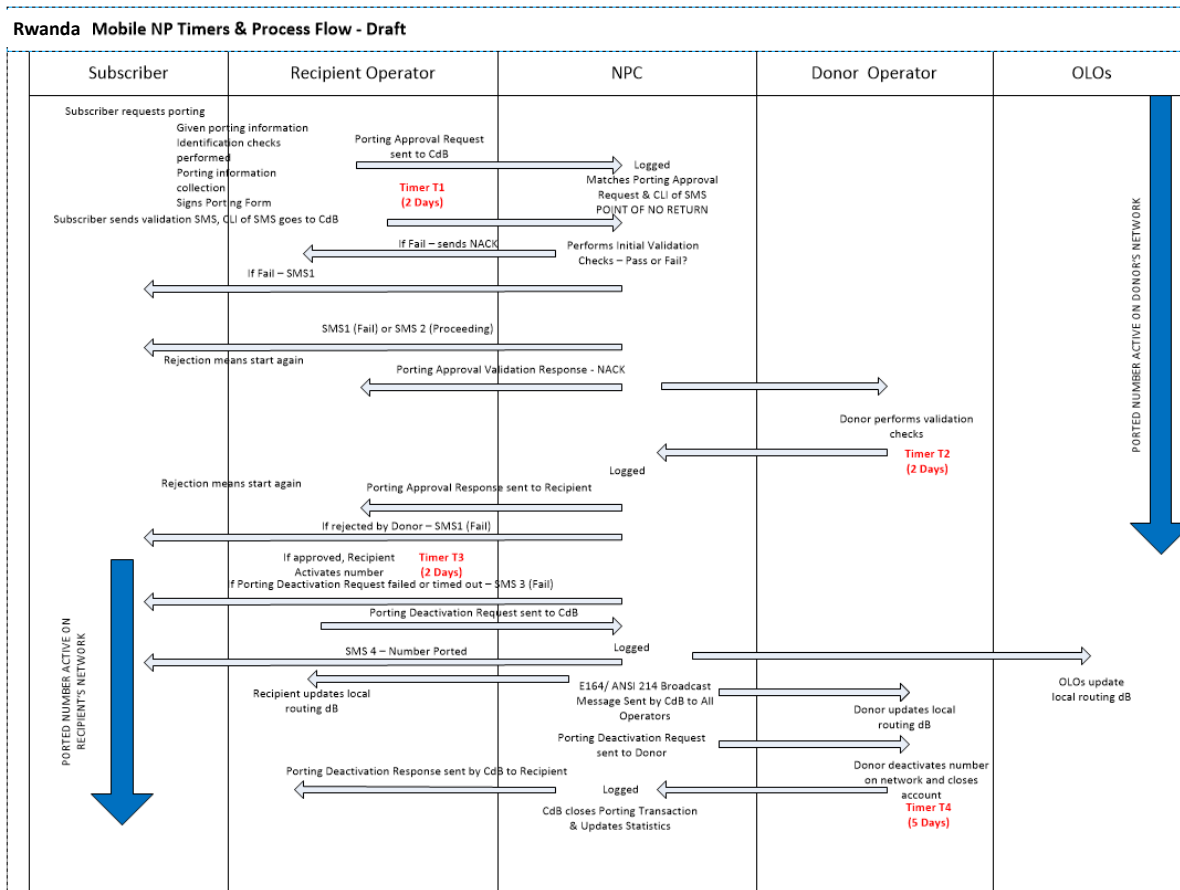 Rwanda Mobile NP Timers & Process Flow - Draft
Subscriber
Recipient Operator
NPC
Donor Operator
OLOs
Subscriber requests porting
Given porting information
Identification checks
performed
Porting information
collection
Signs Porting Form
Porting Approval Request
sent to CdB
Timer T1
(2 Days)
Logged
Matches Porting Approval
Request & CLI of SMS
POINT OF NO RETURN
Subscriber sends validation SMS, CLI of SMS goes to CdB
If Fail – sends NACK
Performs Initial Validation
Checks – Pass or Fail?
If Fail – SMS1
SMS1 (Fail) or SMS 2 (Proceeding)
Rejection means start again
Porting Approval Validation Response - NACK
Donor performs validation
checks
Timer T2
(2 Days)
Logged
Rejection means start again
Porting Approval Response sent to Recipient
If rejected by Donor – SMS1 (Fail)
If approved, Recipient
Activates number
Timer T3
(2 Days)
If Porting Deactivation Request failed or timed out – SMS 3 (Fail)
Porting Deactivation Request sent to CdB
Logged
SMS 4 – Number Ported
Recipient updates local
routing dB
E164/ ANSI 214 Broadcast
Message Sent by CdB to All
Operators
Donor updates local
routing dB
OLOs update
local routing dB
Porting Deactivation Request
sent to Donor
Porting Deactivation Response sent by CdB to Recipient
Logged
Donor deactivates number
on network and closes
account
Timer T4
(5 Days)
CdB closes Porting Transaction
& Updates Statistics
PORTED NUMBER ACTIVE ON DONOR'S NETWORK
PORTED NUMBER ACTIVE ON
RECIPIENT'S NETWORK